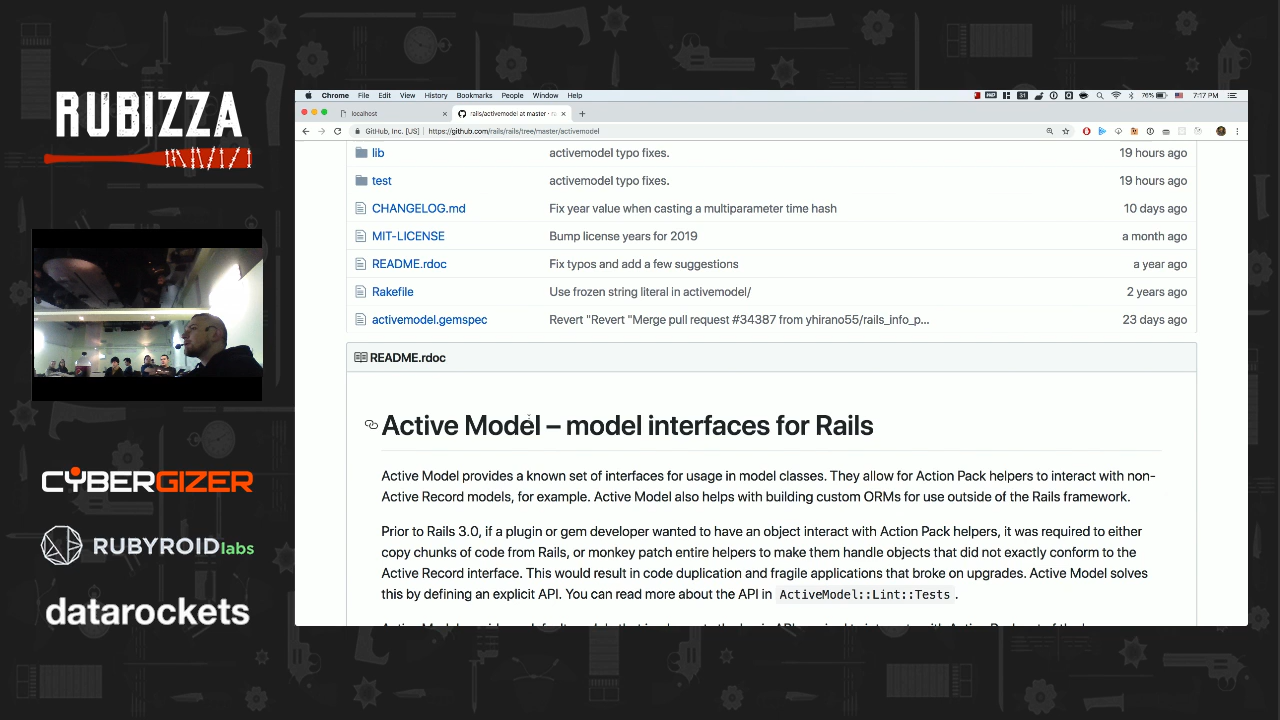 RUBIZZA
CYBERGIZER
RUBYROID labs
datarockets
Chrome File Edit View History Bookmarks People Window Help
76% 7:17 PM
localhost
rails/activemodel at master
GitHub, Inc. [US] https://github.com/rails/rails/tree/master/activemodel
lib activemodel typo fixes. 19 hours ago
test activemodel typo fixes. 19 hours ago
CHANGELOG.md Fix year value when casting a multiparameter time hash 10 days ago
MIT-LICENSE Bump license years for 2019 a month ago
README.rdoc Fix typos and add a few suggestions a year ago
Rakefile Use frozen string literal in activemodel/ 2 years ago
activemodel.gemspec Revert "Revert "Merge pull request #34387 from yhirano55/rails_info_p... 23 days ago
README.rdoc
Active Model – model interfaces for Rails
Active Model provides a known set of interfaces for usage in model classes. They allow for Action Pack helpers to interact with non-
Active Record models, for example. Active Model also helps with building custom ORMs for use outside of the Rails framework.
Prior to Rails 3.0, if a plugin or gem developer wanted to have an object interact with Action Pack helpers, it was required to either
copy chunks of code from Rails, or monkey patch entire helpers to make them handle objects that did not exactly conform to the
Active Record interface. This would result in code duplication and fragile applications that broke on upgrades. Active Model solves
this by defining an explicit API. You can read more about the API in ActiveModel::Lint::Tests .